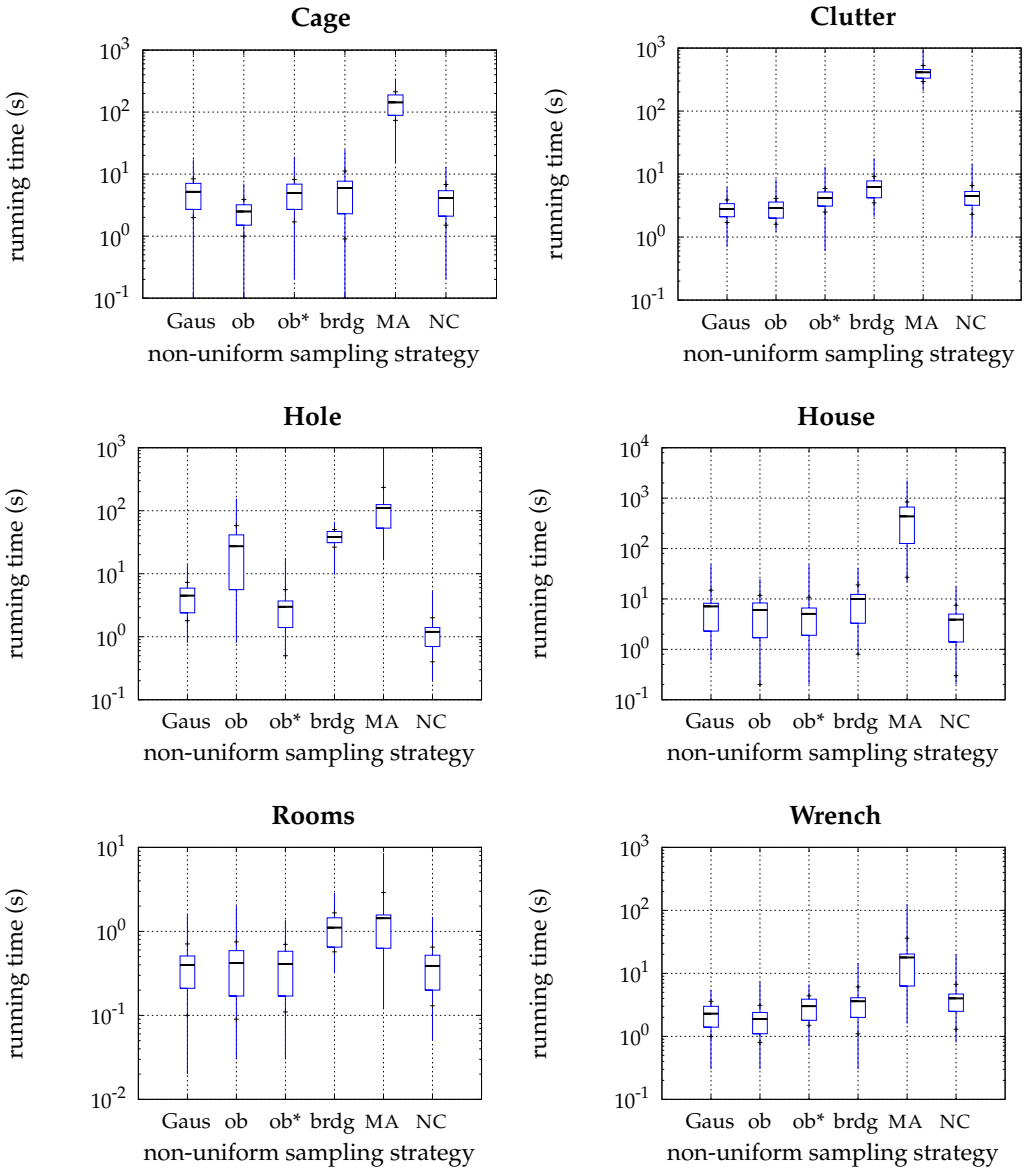 Cage
running time (s)
10^3
10^2
10^1
10^0
10^-1
Gaus ob ob* brdg MA NC
non-uniform sampling strategy
Clutter
running time (s)
10^3
10^2
10^1
10^0
10^-1
Gaus ob ob* brdg MA NC
non-uniform sampling strategy
Hole
running time (s)
10^3
10^2
10^1
10^0
10^-1
Gaus ob ob* brdg MA NC
non-uniform sampling strategy
House
running time (s)
10^4
10^3
10^2
10^1
10^0
10^-1
Gaus ob ob* brdg MA NC
non-uniform sampling strategy
Rooms
running time (s)
10^1
10^0
10^-1
10^-2
Gaus ob ob* brdg MA NC
non-uniform sampling strategy
Wrench
running time (s)
10^3
10^2
10^1
10^0
10^-1
Gaus ob ob* brdg MA NC
non-uniform sampling strategy